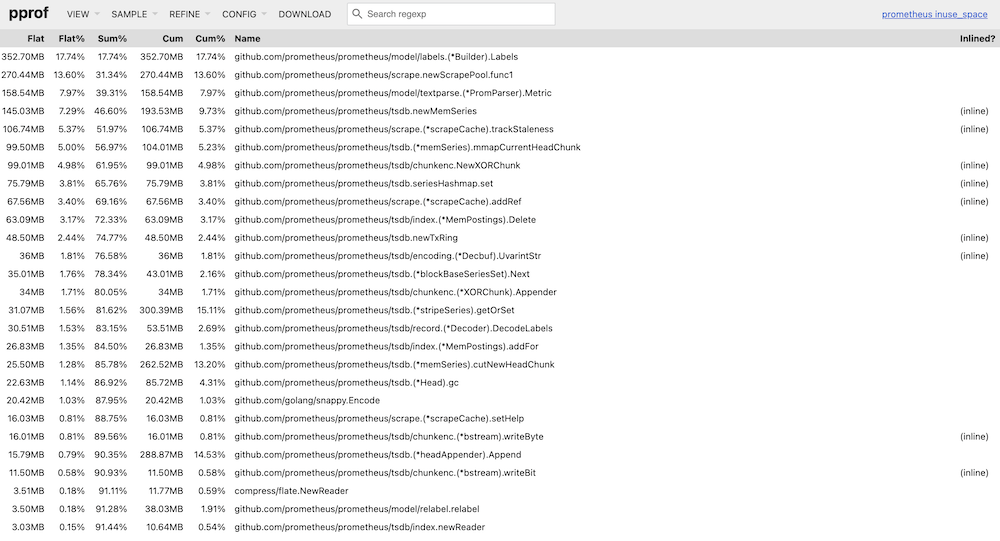 pprof VIEW SAMPLE REFINE CONFIG DOWNLOAD Search regexp prometheus inuse_space
Flat Flat% Sum% Cum Cum% Name Inlined?
352.70MB 17.74% 17.74% 352.70MB 17.74% github.com/prometheus/prometheus/model/labels.(*Builder).Labels
270.44MB 13.60% 31.34% 270.44MB 13.60% github.com/prometheus/prometheus/scrape.newScrapePool.func1
158.54MB 7.97% 39.31% 158.54MB 7.97% github.com/prometheus/prometheus/model/textparse.(*PromParser).Metric
145.03MB 7.29% 46.60% 193.53MB 9.73% github.com/prometheus/prometheus/tsdb.newMemSeries (inline)
106.74MB 5.37% 51.97% 106.74MB 5.37% github.com/prometheus/prometheus/scrape.(*scrapeCache).trackStaleness (inline)
99.50MB 5.00% 56.97% 104.01MB 5.23% github.com/prometheus/prometheus/tsdb.(*memSeries).mmapCurrentHeadChunk
99.01MB 4.98% 61.95% 99.01MB 4.98% github.com/prometheus/prometheus/tsdb/chunkenc.NewXORChunk (inline)
75.79MB 3.81% 65.76% 75.79MB 3.81% github.com/prometheus/prometheus/tsdb.seriesHashmap.set (inline)
67.56MB 3.40% 69.16% 67.56MB 3.40% github.com/prometheus/prometheus/scrape.(*scrapeCache).addRef (inline)
63.09MB 3.17% 72.33% 63.09MB 3.17% github.com/prometheus/prometheus/tsdb/index.(*MemPostings).Delete
48.50MB 2.44% 74.77% 48.50MB 2.44% github.com/prometheus/prometheus/tsdb.newTxRing (inline)
36MB 1.81% 76.58% 36MB 1.81% github.com/prometheus/prometheus/tsdb/encoding.(*Decbuf).UvarintStr (inline)
35.01MB 1.76% 78.34% 43.01MB 2.16% github.com/prometheus/prometheus/tsdb.(*blockBaseSeriesSet).Next
34MB 1.71% 80.05% 34MB 1.71% github.com/prometheus/prometheus/tsdb/chunkenc.(*XORChunk).Appender
31.07MB 1.56% 81.62% 300.39MB 15.11% github.com/prometheus/prometheus/tsdb.(*stripeSeries).getOrSet
30.51MB 1.53% 83.15% 53.51MB 2.69% github.com/prometheus/prometheus/tsdb/record.(*Decoder).DecodeLabels
26.83MB 1.35% 84.50% 26.83MB 1.35% github.com/prometheus/prometheus/tsdb/index.(*MemPostings).addFor
25.50MB 1.28% 85.78% 262.52MB 13.20% github.com/prometheus/prometheus/tsdb.(*memSeries).cutNewHeadChunk
22.63MB 1.14% 86.92% 85.72MB 4.31% github.com/prometheus/prometheus/tsdb.(*Head).gc
20.42MB 1.03% 87.95% 20.42MB 1.03% github.com/golang/snappy.Encode
16.03MB 0.81% 88.75% 16.03MB 0.81% github.com/prometheus/prometheus/scrape.(*scrapeCache).setHelp
16.01MB 0.81% 89.56% 16.01MB 0.81% github.com/prometheus/prometheus/tsdb/chunkenc.(*bstream).writeByte (inline)
15.79MB 0.79% 90.35% 288.87MB 14.53% github.com/prometheus/prometheus/tsdb.(*headAppender).Append
11.50MB 0.58% 90.93% 11.50MB 0.58% github.com/prometheus/prometheus/tsdb/chunkenc.(*bstream).writeBit (inline)
3.51MB 0.18% 91.11% 11.77MB 0.59% compress/flate.NewReader
3.50MB 0.18% 91.28% 38.03MB 1.91% github.com/prometheus/prometheus/model/relabel.relabel
3.03MB 0.15% 91.44% 10.64MB 0.54% github.com/prometheus/prometheus/tsdb/index.newReader